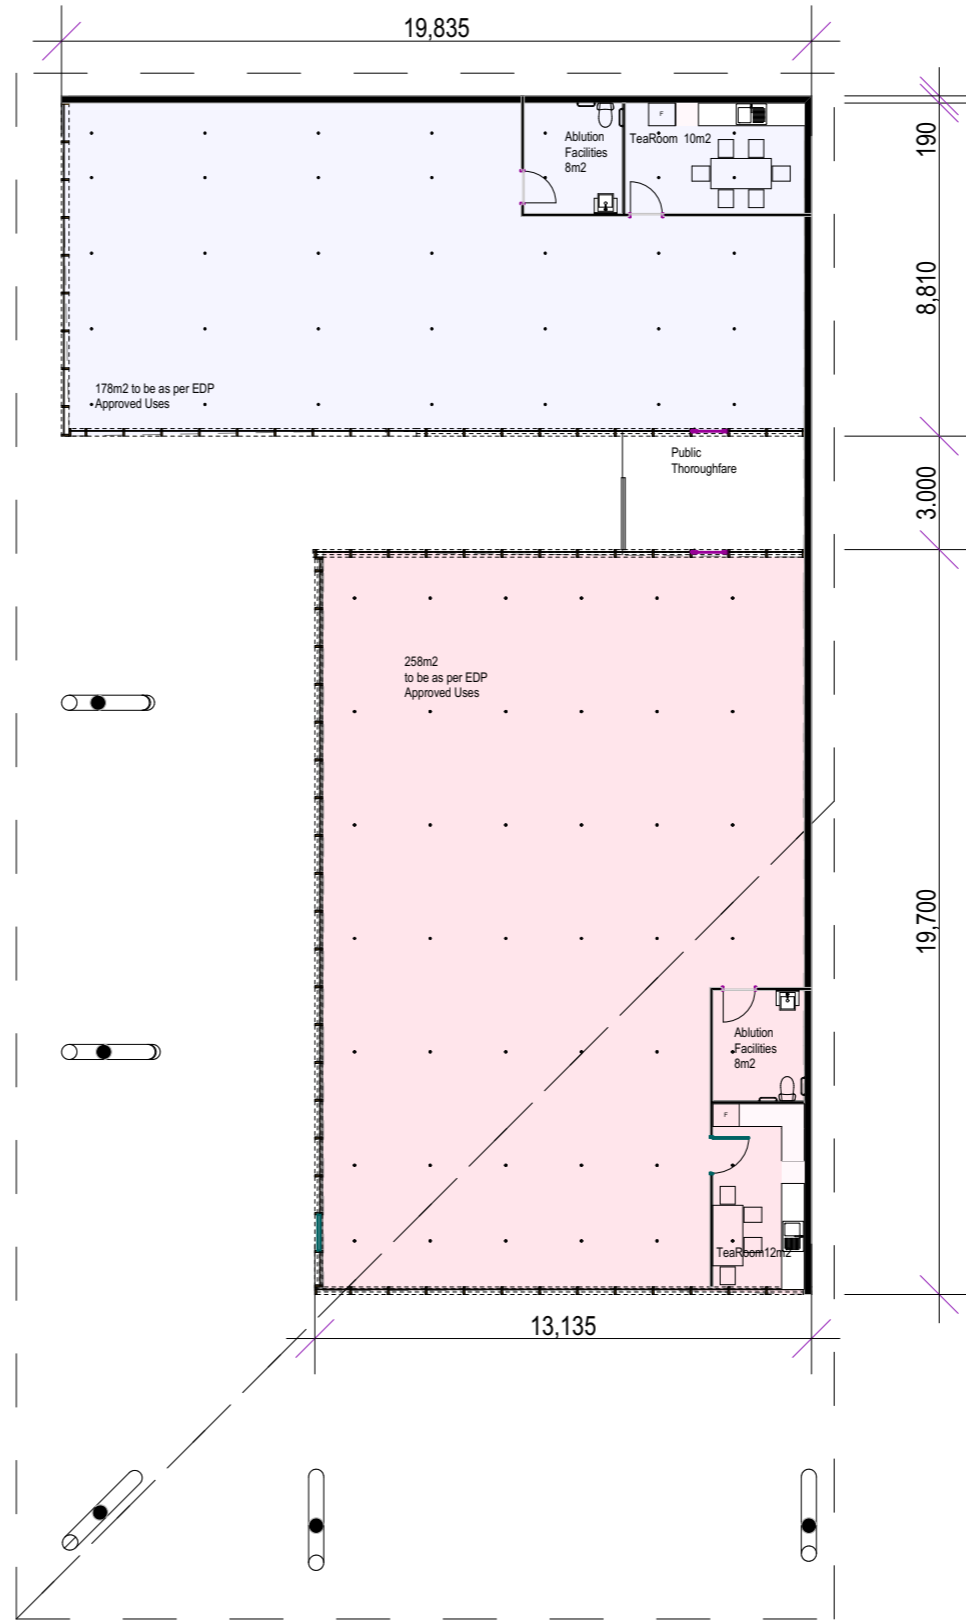 19,835
190
F
Ablution
Facilities
8m2
TeaRoom 10m2
8,810
178m2 to be as per EDP
Approved Uses
Public
Thoroughfare
3.000
258m2
to be as per EDP
Approved Uses
19,700
Ablution
Facilities
8m2
F
TeaRoom12m2
13,135